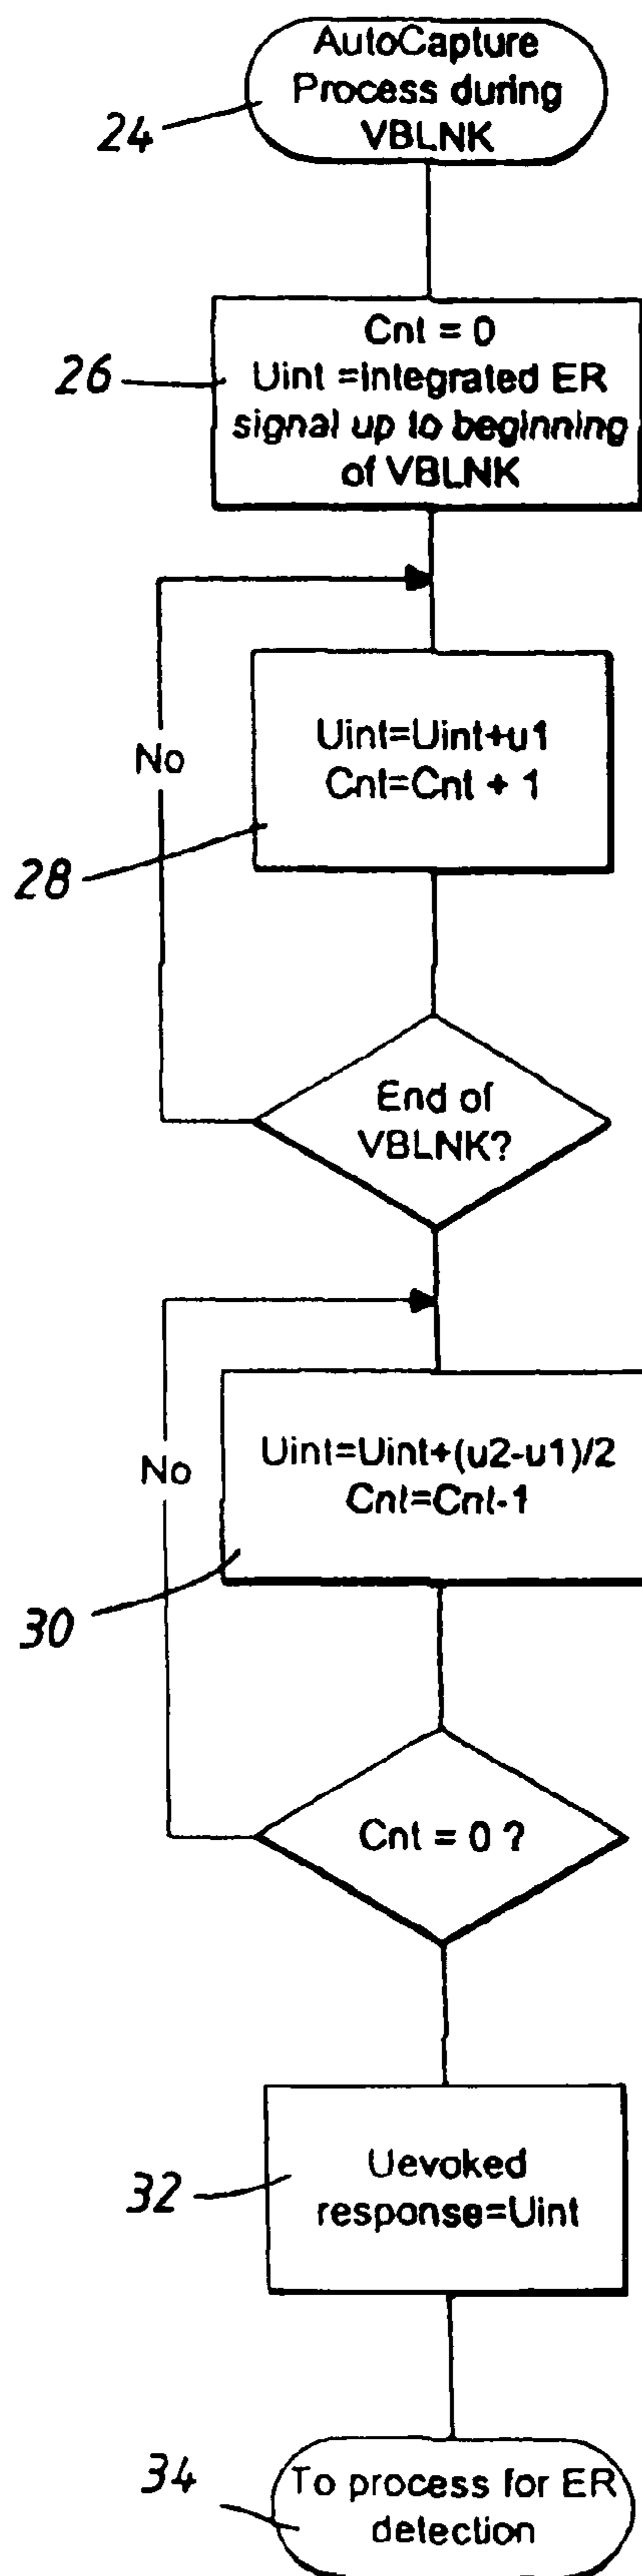 AutoCapture
Process during
VBLNK
24
Cnt = 0
26
Uint =integrated ER
signal up to beginning
of VBLNK
Uint=Uint+u1
No
Cnt=Cnt + 1
28
End of
VBLNK?
Uint=Uint+(u2-u1)/2
No
Cnt=Cnt-1
30
Cnt = 0 ?
Uevoked
32
response=Uint
34
To process for ER
detection